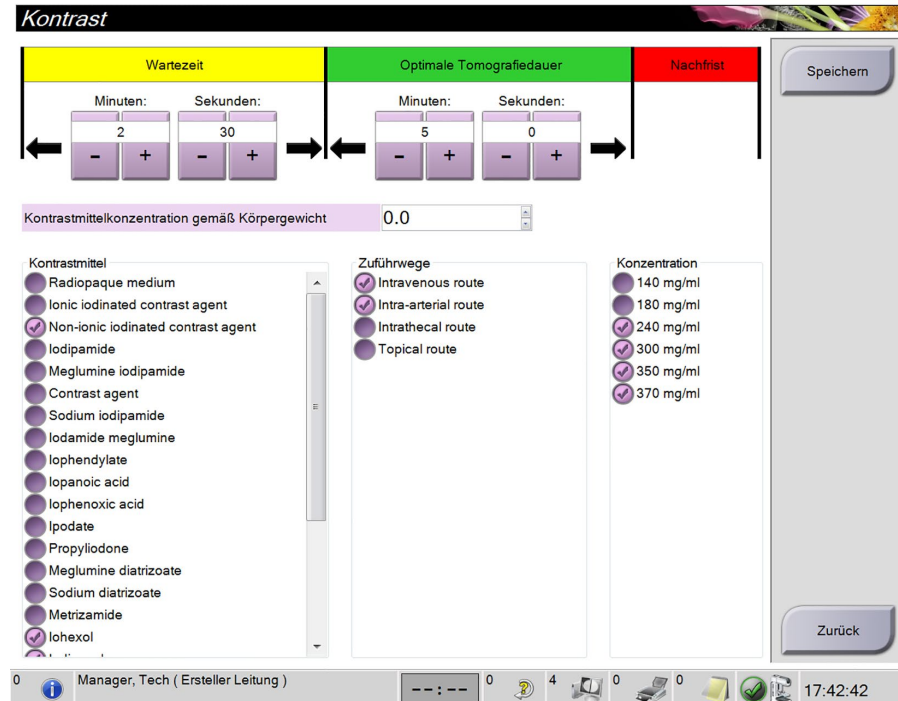 Kontrast
Wartezeit
Optimale Tomografiedauer
Nachfrist
Speichern
Minuten:
Sekunden:
Minuten:
Sekunden:
2
30
5
0
- +
- +
- +
- +
Kontrastmittelkonzentration gemäß Körpergewicht
0.0
Kontrastmittel
Radiopaque medium
Ionic iodinated contrast agent
Non-ionic iodinated contrast agent
Iodipamide
Meglumine iodipamide
Contrast agent
Sodium iodipamide
Iodamide meglumine
Iophendylate
Iopanoic acid
Iophenoxic acid
Ipodate
Propyliodone
Meglumine diatrizoate
Sodium diatrizoate
Metrizamide
Iohexol
Zuführwege
Intravenous route
Intra-arterial route
Intrathecal route
Topical route
Konzentration
140 mg/ml
180 mg/ml
240 mg/ml
300 mg/ml
350 mg/ml
370 mg/ml
Zurück
0
Manager, Tech ( Ersteller Leitung )
--:--
0
4
0
0
17:42:42